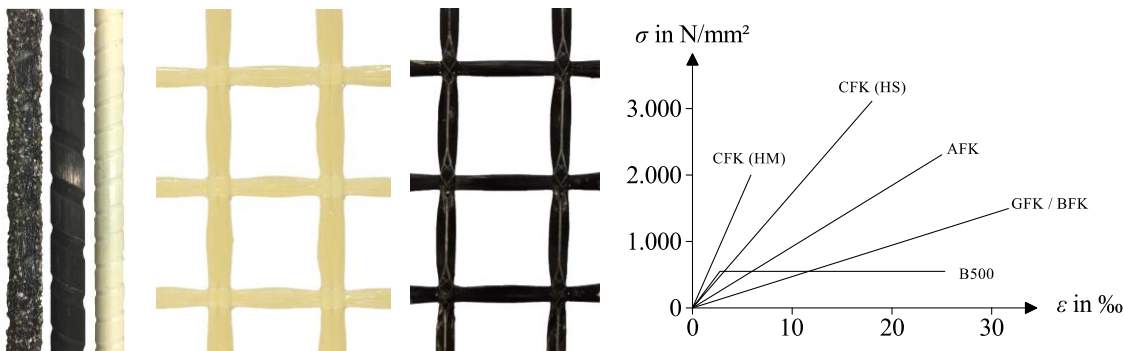 σ in N/mm²
CFK (HS)
3.000
AFK
CFK (HM)
2.000
GFK / BFK
1.000
B500
0
ε in ‰
0 10 20 30